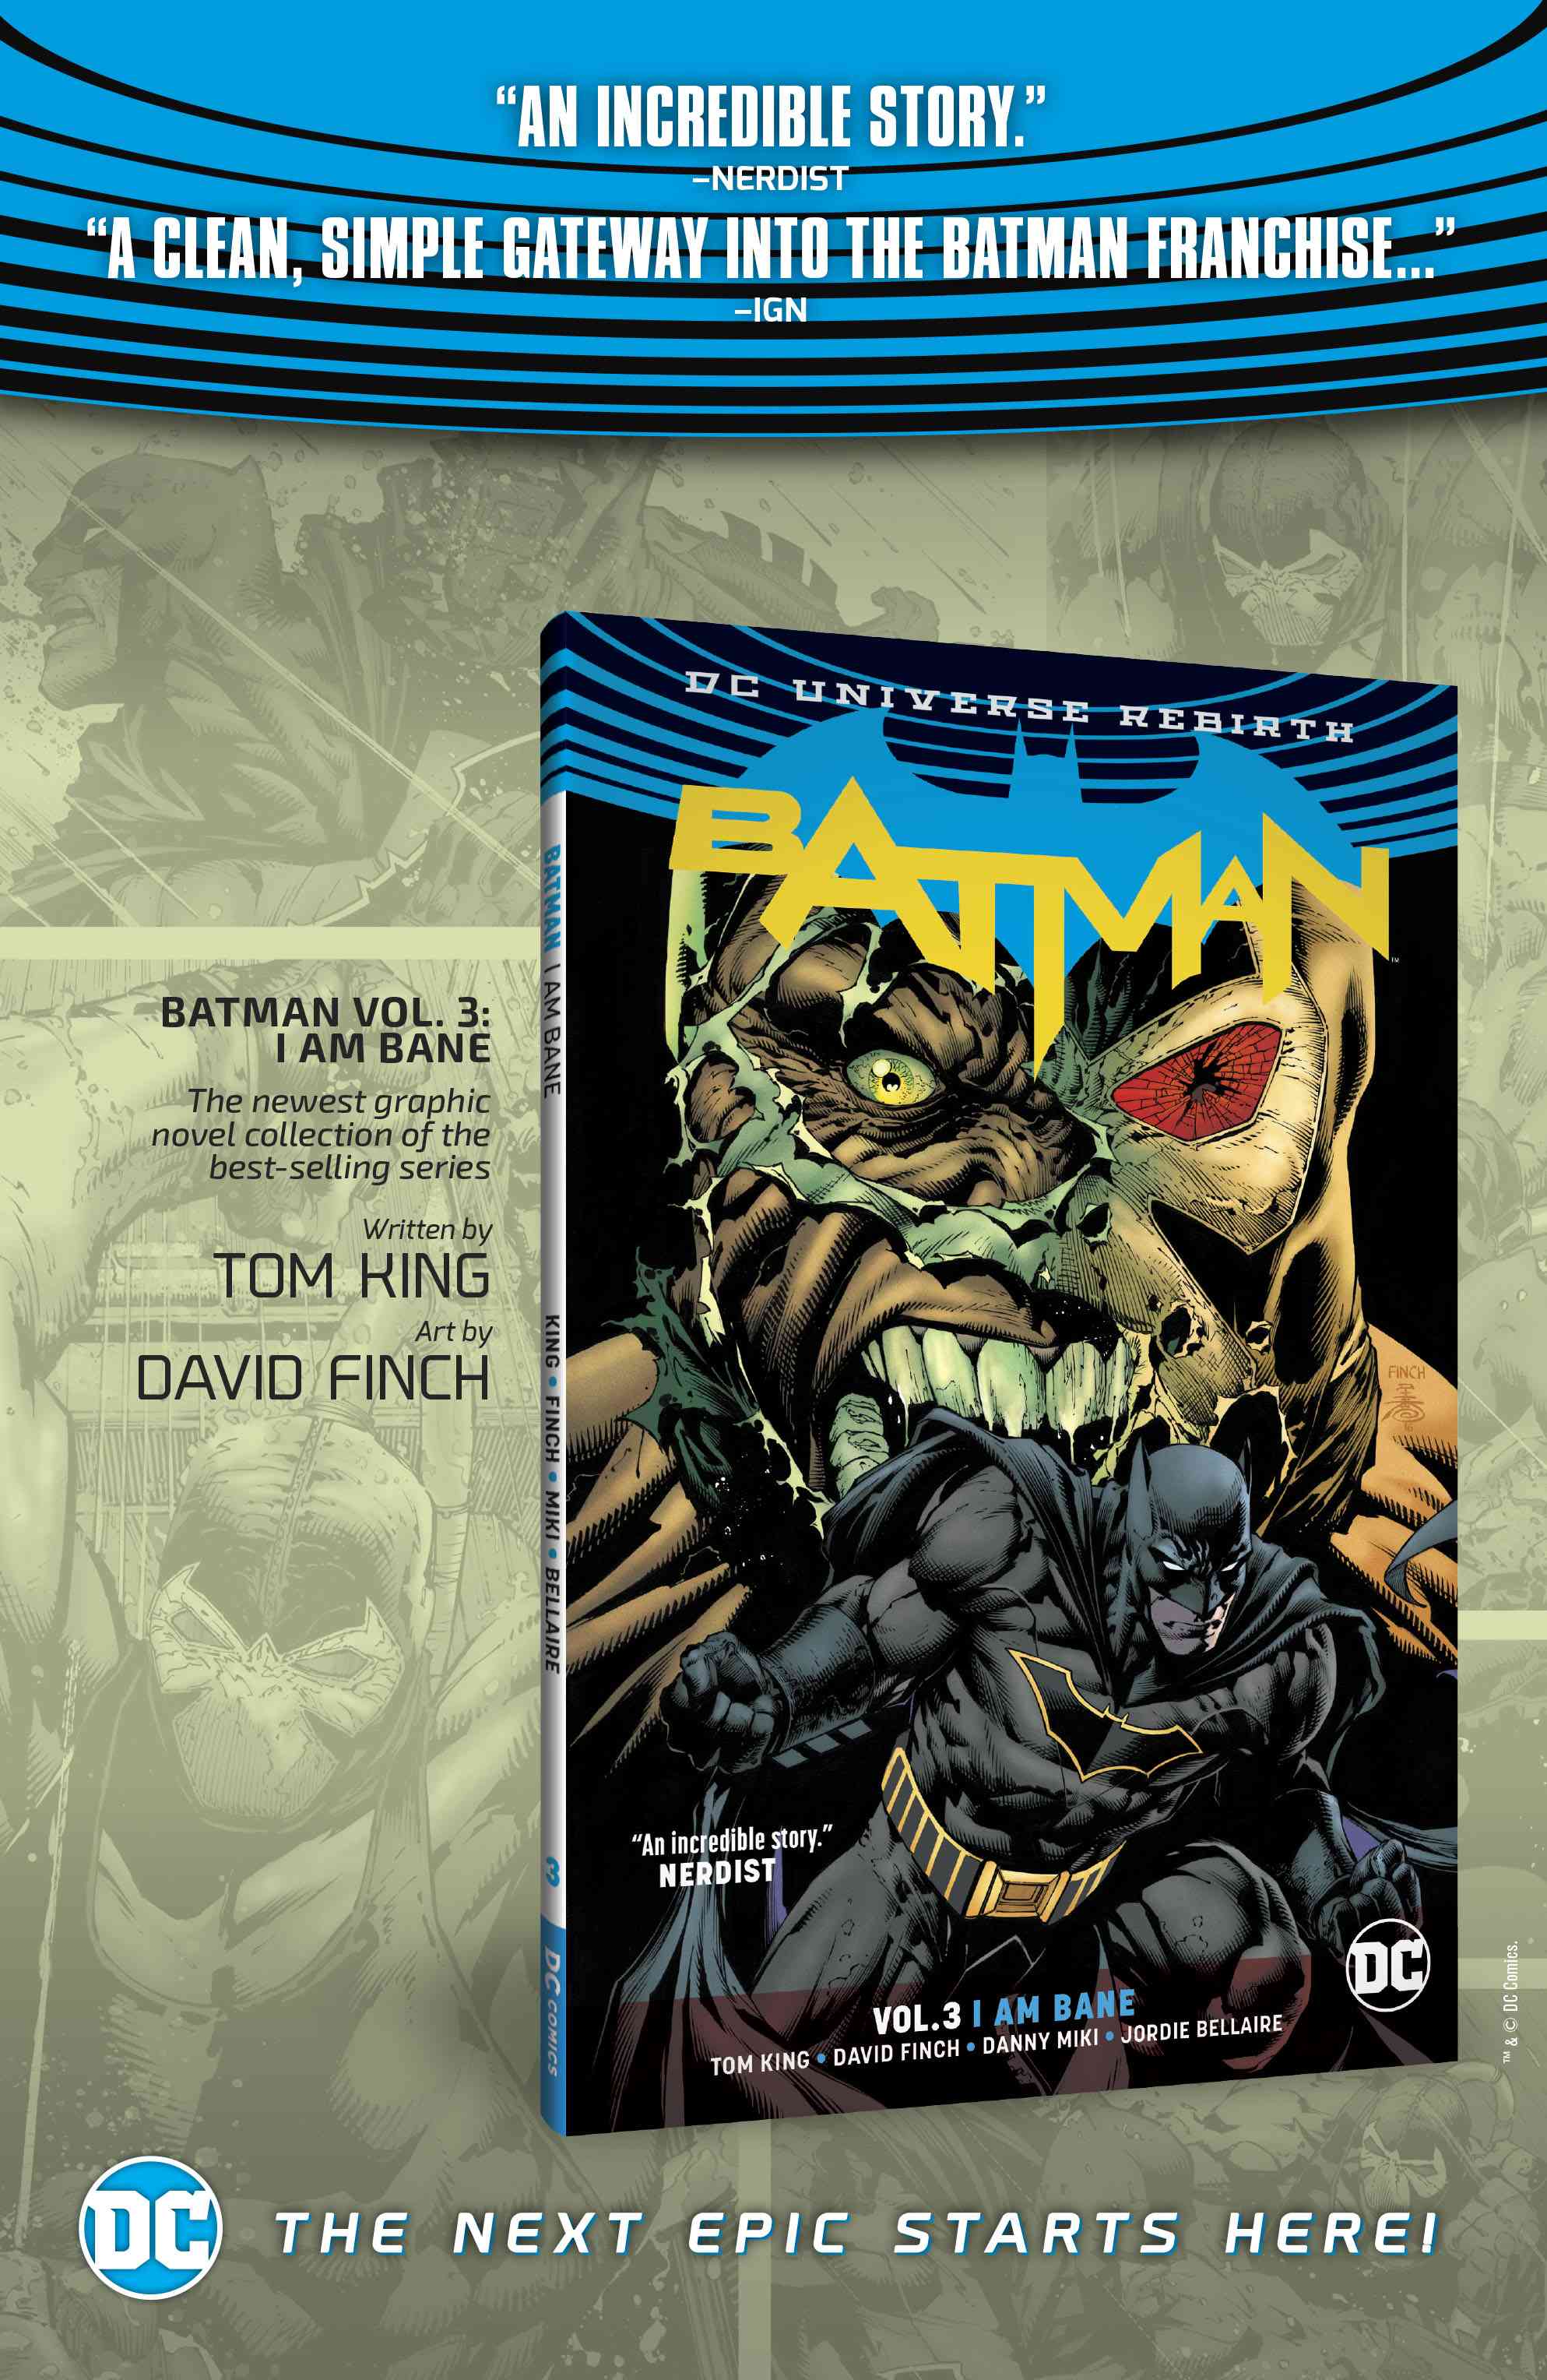 “AN INCREDIBLE STORY.”
–NERDIST
“A CLEAN, SIMPLE GATEWAY INTO THE BATMAN FRANCHISE...”
–IGN
DC UNIVERSE REBIRTH
BATMAN™
BATMAN I AM BANE
KING • FINCH • MIKI • BELLAIRE
3
DC COMICS
FINCH
“An incredible story.”
NERDIST
DC
VOL.3 I AM BANE
TOM KING • DAVID FINCH • DANNY MIKI • JORDIE BELLAIRE
BATMAN VOL. 3:
I AM BANE
The newest graphic
novel collection of the
best-selling series
Written by
TOM KING
Art by
DAVID FINCH
™ & © DC Comics.
DC
THE NEXT EPIC STARTS HERE!